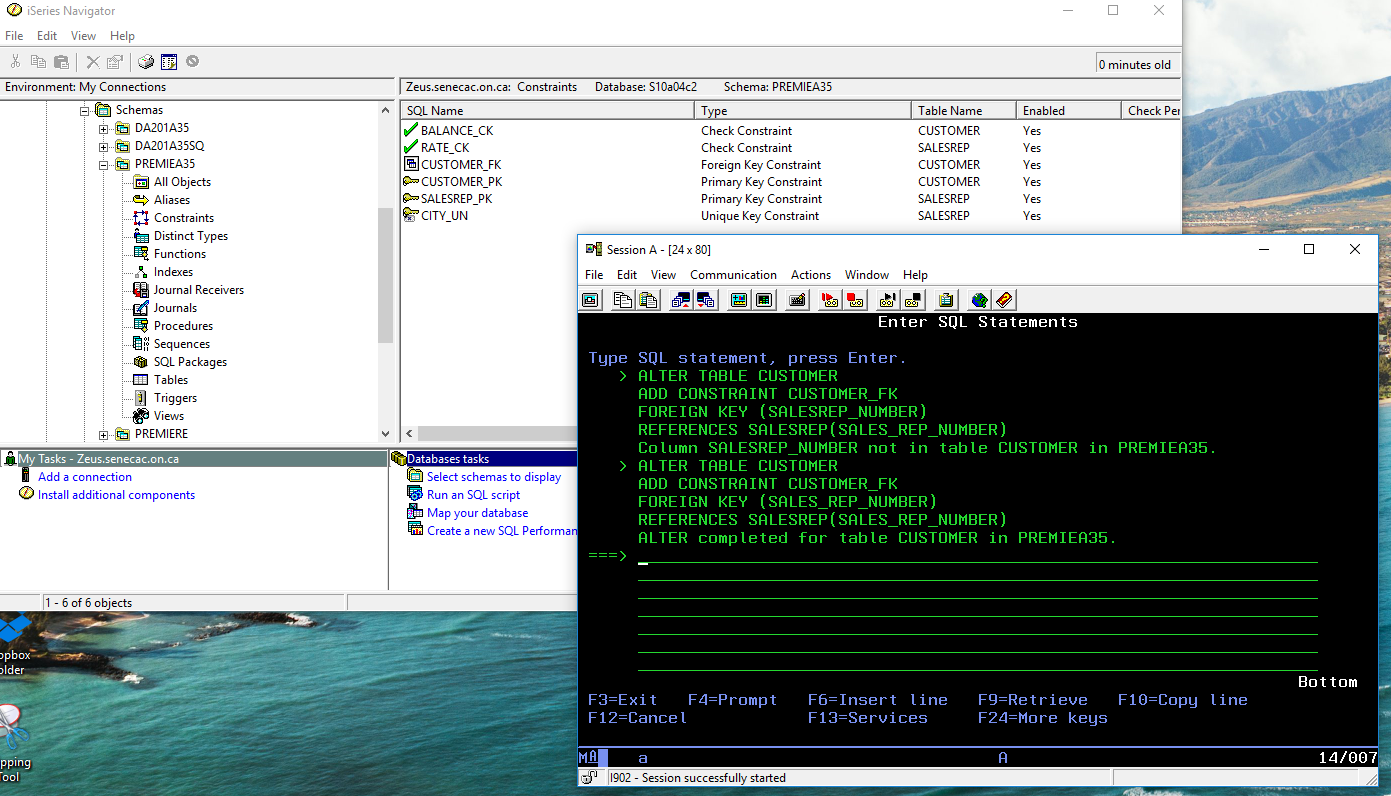 iSeries Navigator
File Edit View Help
0 minutes old
Environment: My Connections
Zeus.senecac.on.ca: Constraints Database: S10a04c2 Schema: PREMIEA35
Schemas
DA201A35
DA201A35SQ
PREMIEA35
All Objects
Aliases
Constraints
Distinct Types
Functions
Indexes
Journal Receivers
Journals
Procedures
Sequences
SQL Packages
Tables
Triggers
Views
PREMIERE
SQL Name Type Table Name Enabled Check Per
BALANCE_CK Check Constraint CUSTOMER Yes
RATE_CK Check Constraint SALESREP Yes
CUSTOMER_FK Foreign Key Constraint CUSTOMER Yes
CUSTOMER_PK Primary Key Constraint CUSTOMER Yes
SALESREP_PK Primary Key Constraint SALESREP Yes
CITY_UN Unique Key Constraint SALESREP Yes
My Tasks - Zeus.senecac.on.ca
Add a connection
Install additional components
Databases tasks
Select schemas to display
Run an SQL script
Map your database
Create a new SQL Performan
1 - 6 of 6 objects
Session A - [24 x 80]
File Edit View Communication Actions Window Help
Enter SQL Statements
Type SQL statement, press Enter.
> ALTER TABLE CUSTOMER
ADD CONSTRAINT CUSTOMER_FK
FOREIGN KEY (SALESREP_NUMBER)
REFERENCES SALESREP(SALES_REP_NUMBER)
Column SALESREP_NUMBER not in table CUSTOMER in PREMIEA35.
> ALTER TABLE CUSTOMER
ADD CONSTRAINT CUSTOMER_FK
FOREIGN KEY (SALES_REP_NUMBER)
REFERENCES SALESREP(SALES_REP_NUMBER)
ALTER completed for table CUSTOMER in PREMIEA35.
===>
Bottom
F3=Exit F4=Prompt F6=Insert line F9=Retrieve F10=Copy line
F12=Cancel F13=Services F24=More keys
MA a A 14/007
I902 - Session successfully started
opbox
older
pping
Tool